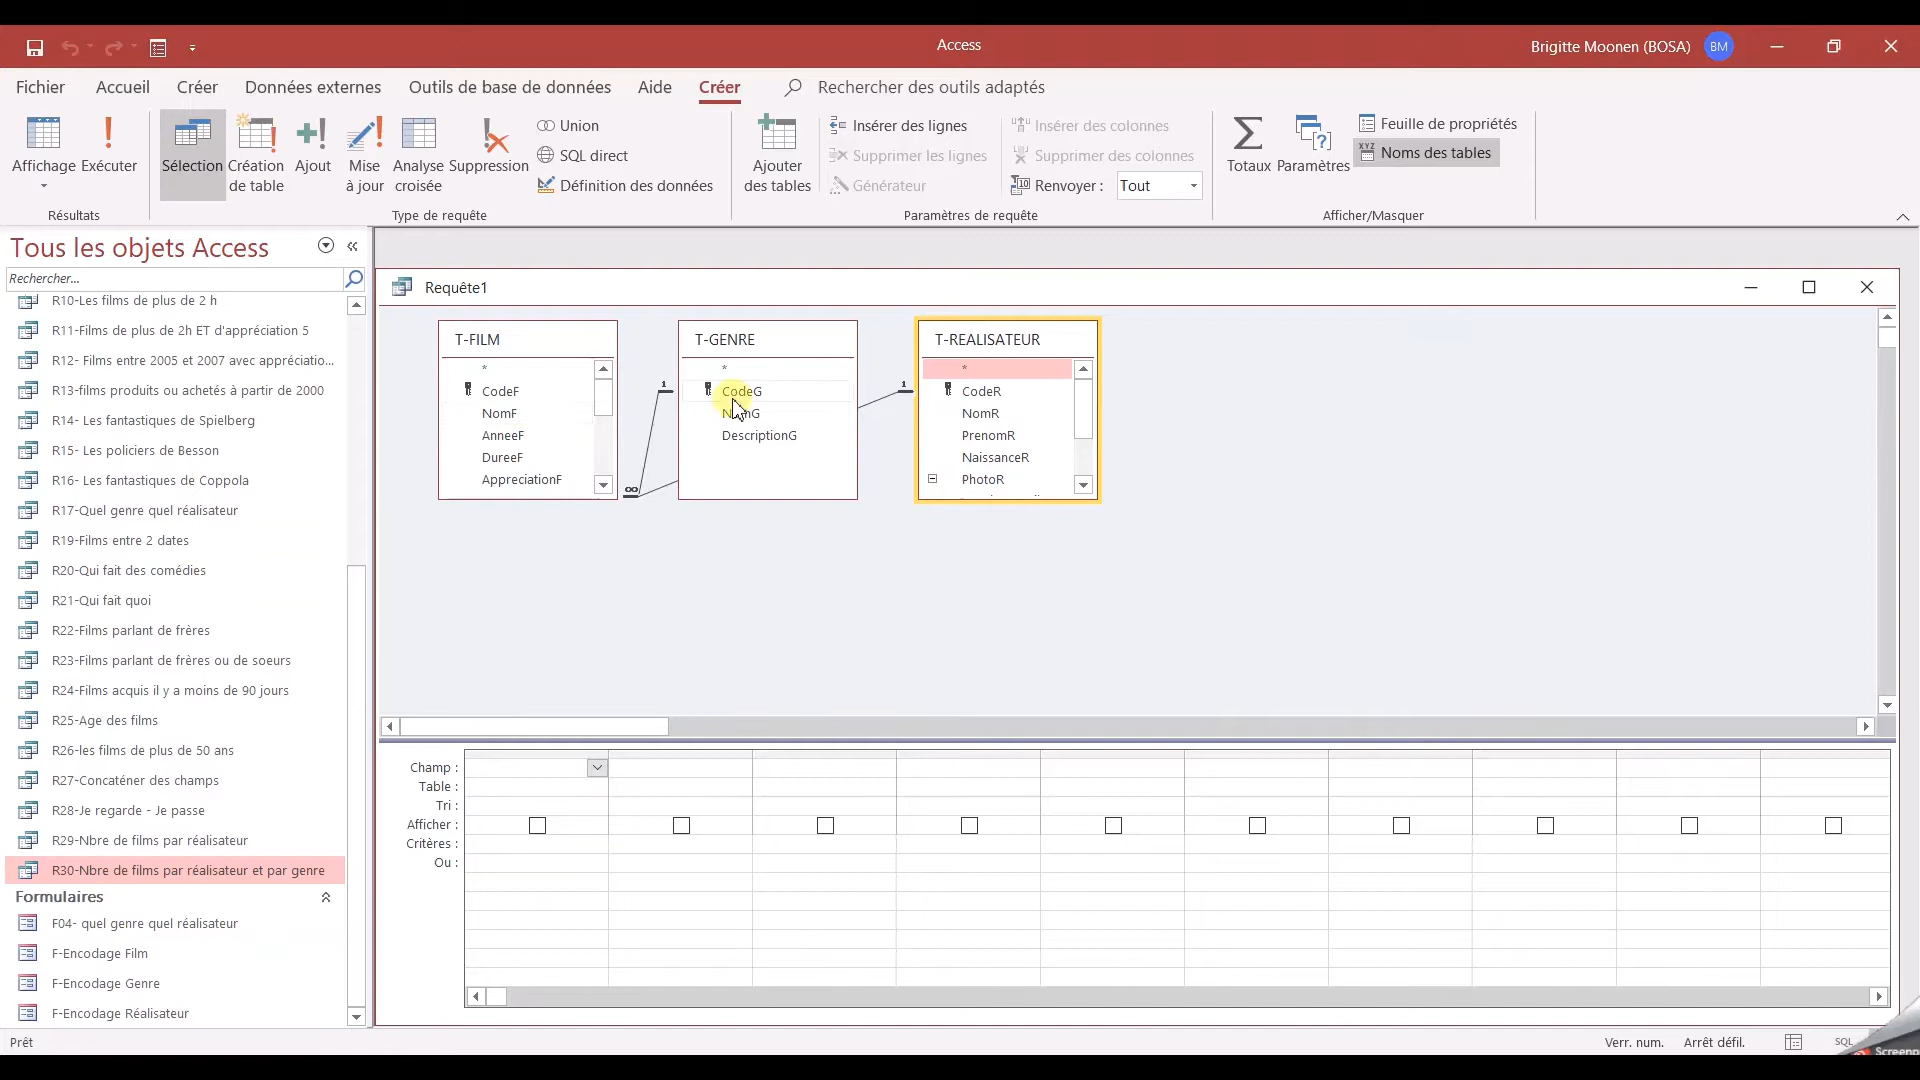 Access
Brigitte Moonen (BOSA)
BM
Fichier
Accueil
Créer
Données externes
Outils de base de données
Aide
Créer
Rechercher des outils adaptés
Affichage
Exécuter
Sélection
Création
de table
Ajout
Mise
à jour
Analyse
croisée
Suppression
Union
SQL direct
Définition des données
Ajouter
des tables
Insérer des lignes
Supprimer les lignes
Générateur
Insérer des colonnes
Supprimer des colonnes
Renvoyer :
Tout
Totaux
Paramètres
Feuille de propriétés
Noms des tables
Résultats
Type de requête
Paramètres de requête
Afficher/Masquer
Tous les objets Access
Rechercher...
R10-Les films de plus de 2 h
R11-Films de plus de 2h ET d'appréciation 5
R12- Films entre 2005 et 2007 avec appréciatio...
R13-films produits ou achetés à partir de 2000
R14- Les fantastiques de Spielberg
R15- Les policiers de Besson
R16- Les fantastiques de Coppola
R17-Quel genre quel réalisateur
R19-Films entre 2 dates
R20-Qui fait des comédies
R21-Qui fait quoi
R22-Films parlant de frères
R23-Films parlant de frères ou de soeurs
R24-Films acquis il y a moins de 90 jours
R25-Age des films
R26-les films de plus de 50 ans
R27-Concaténer des champs
R28-Je regarde - Je passe
R29-Nbre de films par réalisateur
R30-Nbre de films par réalisateur et par genre
Formulaires
F04- quel genre quel réalisateur
F-Encodage Film
F-Encodage Genre
F-Encodage Réalisateur
Requête1
T-FILM
*
CodeF
NomF
AnneeF
DureeF
AppreciationF
∞
1
T-GENRE
*
CodeG
NomG
DescriptionG
1
T-REALISATEUR
*
CodeR
NomR
PrenomR
NaissanceR
PhotoR
Champ :
Table :
Tri :
Afficher :
Critères :
Ou :
Prêt
Verr. num.
Arrêt défil.
SQL